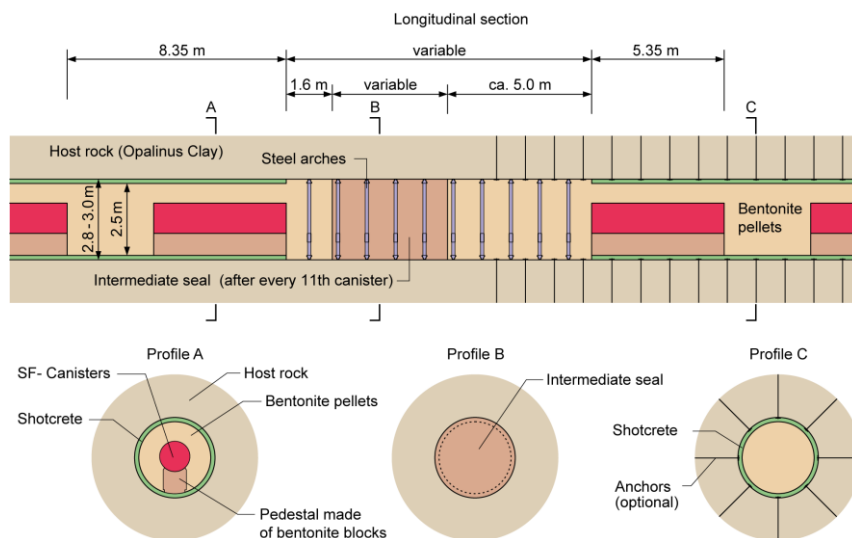 Longitudinal section
8.35 m
variable
5.35 m
1.6 m
variable
ca. 5.0 m
A
B
C
Host rock (Opalinus Clay)
Steel arches
2.8 - 3.0 m
2.5 m
Bentonite
pellets
Intermediate seal (after every 11th canister)
Profile A
SF- Canisters
Host rock
Bentonite pellets
Shotcrete
Pedestal made
of bentonite blocks
Profile B
Intermediate seal
Profile C
Shotcrete
Anchors
(optional)